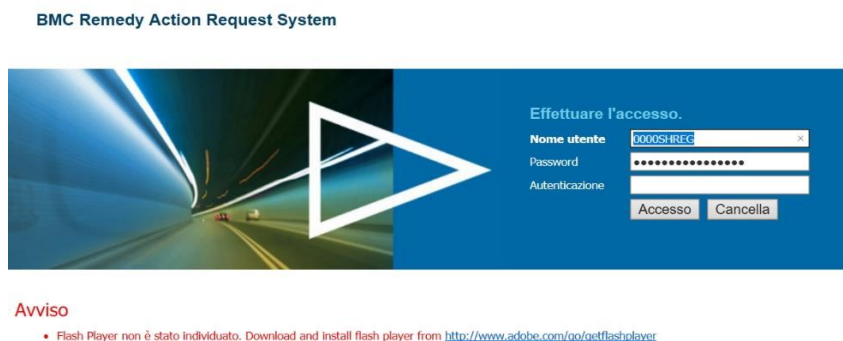 BMC Remedy Action Request System
Effettuare l'accesso.
Nome utente 0000SHREG ×
Password ••••••••••••••••
Autenticazione
Accesso Cancella
Avviso
• Flash Player non è stato individuato. Download and install flash player from http://www.adobe.com/go/getflashplayer